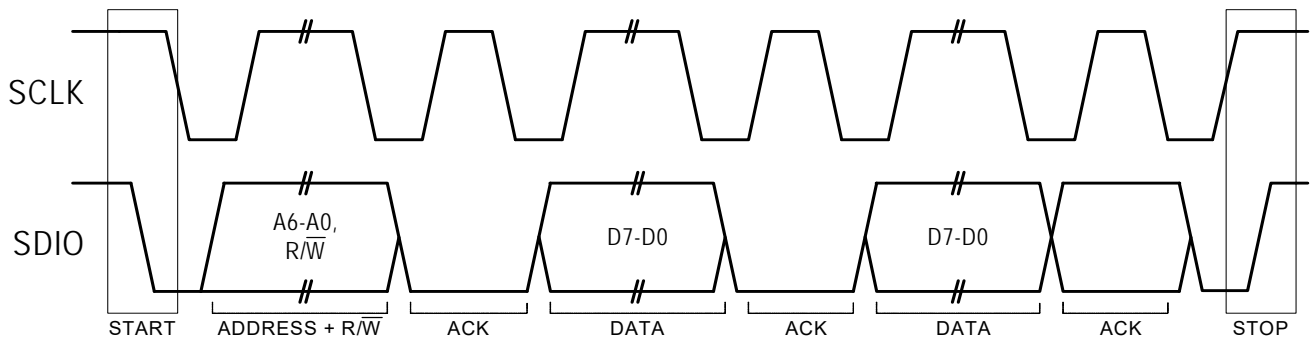 SCLK
SDIO
A6-A0,
R/W̅
D7-D0
D7-D0
START
ADDRESS + R/W̅
ACK
DATA
ACK
DATA
ACK
STOP